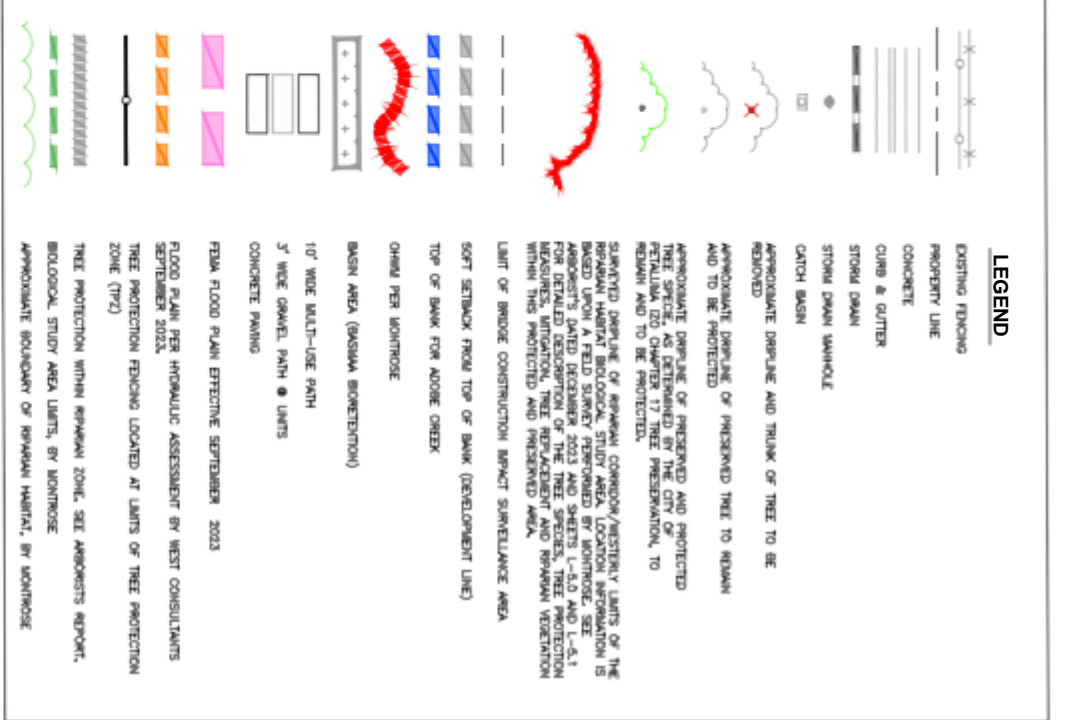 LEGEND
EXISTING FENCING
PROPERTY LINE
CONCRETE
CURB & GUTTER
STORM DRAIN
STORM DRAIN MANHOLE
CATCH BASIN
APPROXIMATE DRIPLINE AND TRUNK OF TREE TO BE
REMOVED
APPROXIMATE DRIPLINE OF PRESERVED TREE TO REMAIN
AND TO BE PROTECTED
APPROXIMATE DRIPLINE OF PRESERVED AND PROTECTED
TREE SPECIE, AS DETERMINED BY THE CITY OF
PETALUMA IZO CHAPTER 17 TREE PRESERVATION, TO
REMAIN AND TO BE PROTECTED.
SURVEYED DRIPLINE OF RIPARIAN CORRIDOR/WESTERLY LIMITS OF THE
RIPARIAN HABITAT BIOLOGICAL STUDY AREA. LOCATION INFORMATION IS
BASED UPON A FIELD SURVEY PERFORMED BY MONTROSE. SEE
ARBORIST'S DATED DECEMBER 2023 AND SHEETS L-5.0 AND L-5.1
FOR DETAILED DESCRIPTION OF THE TREE SPECIES, TREE PROTECTION
MEASURES, MITIGATION, TREE REPLACEMENT AND RIPARIAN VEGETATION
WITHIN THIS PROTECTED AND PRESERVED AREA.
LIMIT OF BRIDGE CONSTRUCTION IMPACT SURVEILLANCE AREA
SOFT SETBACK FROM TOP OF BANK (DEVELOPMENT LINE)
TOP OF BANK FOR ADOBE CREEK
OHWM PER MONTROSE
BASIN AREA (BASMAA BIORETENTION)
10' WIDE MULTI-USE PATH
3' WIDE GRAVEL PATH @ UNITS
CONCRETE PAVING
FEMA FLOOD PLAIN EFFECTIVE SEPTEMBER 2023
FLOOD PLAIN PER HYDRAULIC ASSESSMENT BY WEST CONSULTANTS
SEPTEMBER 2023.
TREE PROTECTION FENCING LOCATED AT LIMITS OF TREE PROTECTION
ZONE (TPZ)
TREE PROTECTION WITHIN RIPARIAN ZONE. SEE ARBORISTS REPORT.
BIOLOGICAL STUDY AREA LIMITS, BY MONTROSE
APPROXIMATE BOUNDARY OF RIPARIAN HABITAT, BY MONTROSE